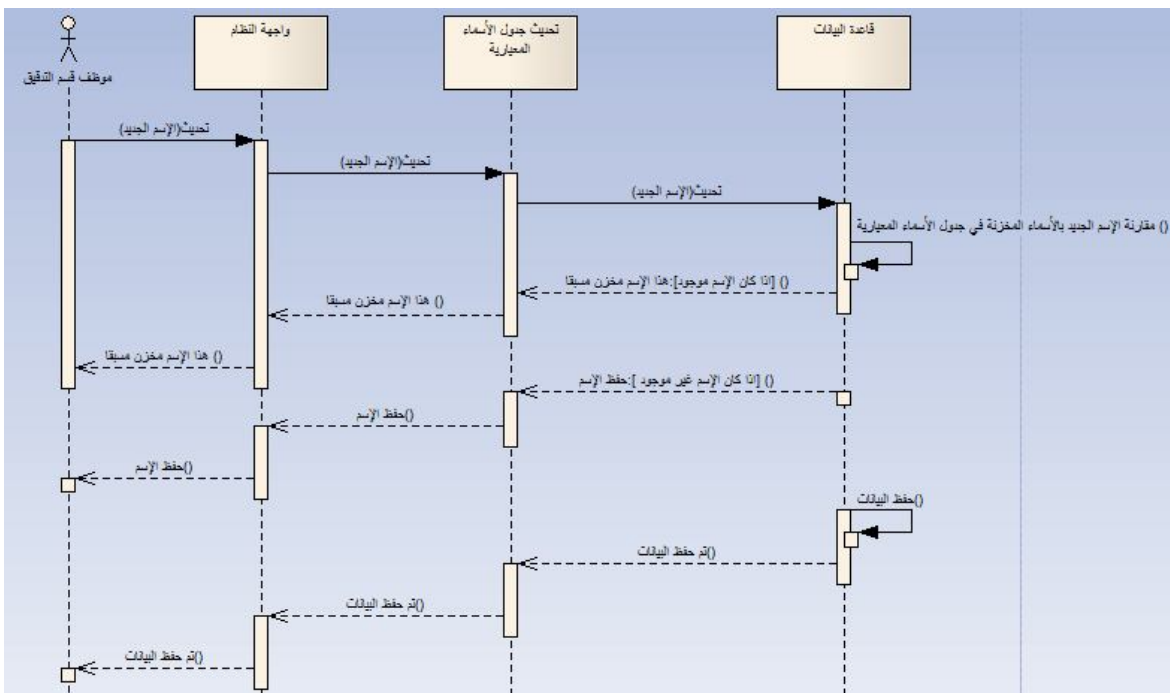 موظف قسم التدقيق
واجهة النظام
تحديث جدول الأسماء
المعيارية
قاعدة البيانات
تحديث(الإسم الجديد)
تحديث(الإسم الجديد)
تحديث(الإسم الجديد)
مقارنة الإسم الجديد بالأسماء المخزنة في جدول الأسماء المعيارية ()
[اذا كان الإسم موجود]:هذا الإسم مخزن مسبقا ()
هذا الإسم مخزن مسبقا ()
هذا الإسم مخزن مسبقا ()
[اذا كان الإسم غير موجود ]:حفظ الإسم ()
حفظ الإسم()
حفظ الإسم()
حفظ البيانات()
تم حفظ البيانات()
تم حفظ البيانات()
تم حفظ البيانات()